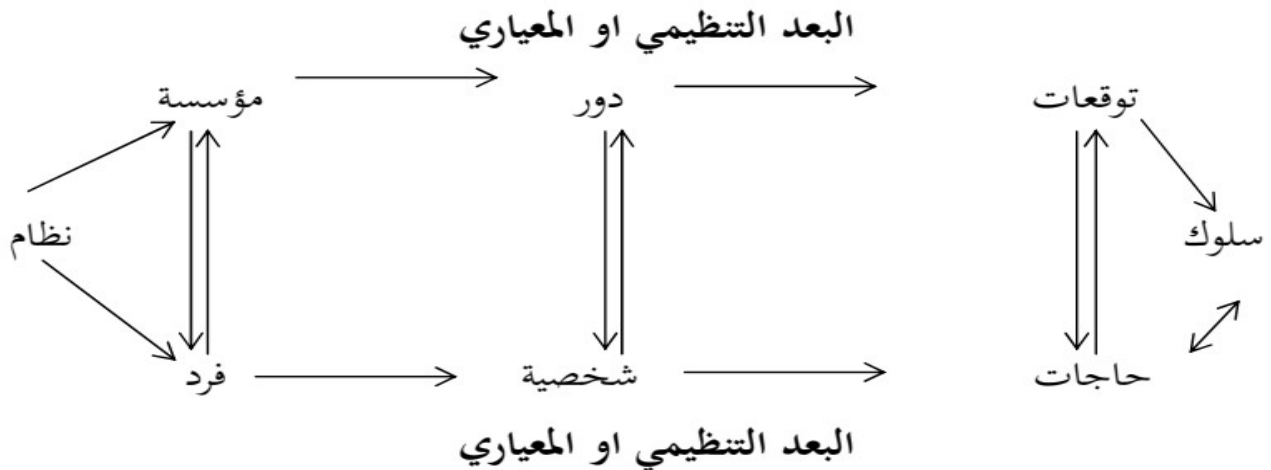 البعد التنظيمي او المعياري
مؤسسة
دور
توقعات
نظام
سلوك
فرد
شخصية
حاجات
البعد التنظيمي او المعياري